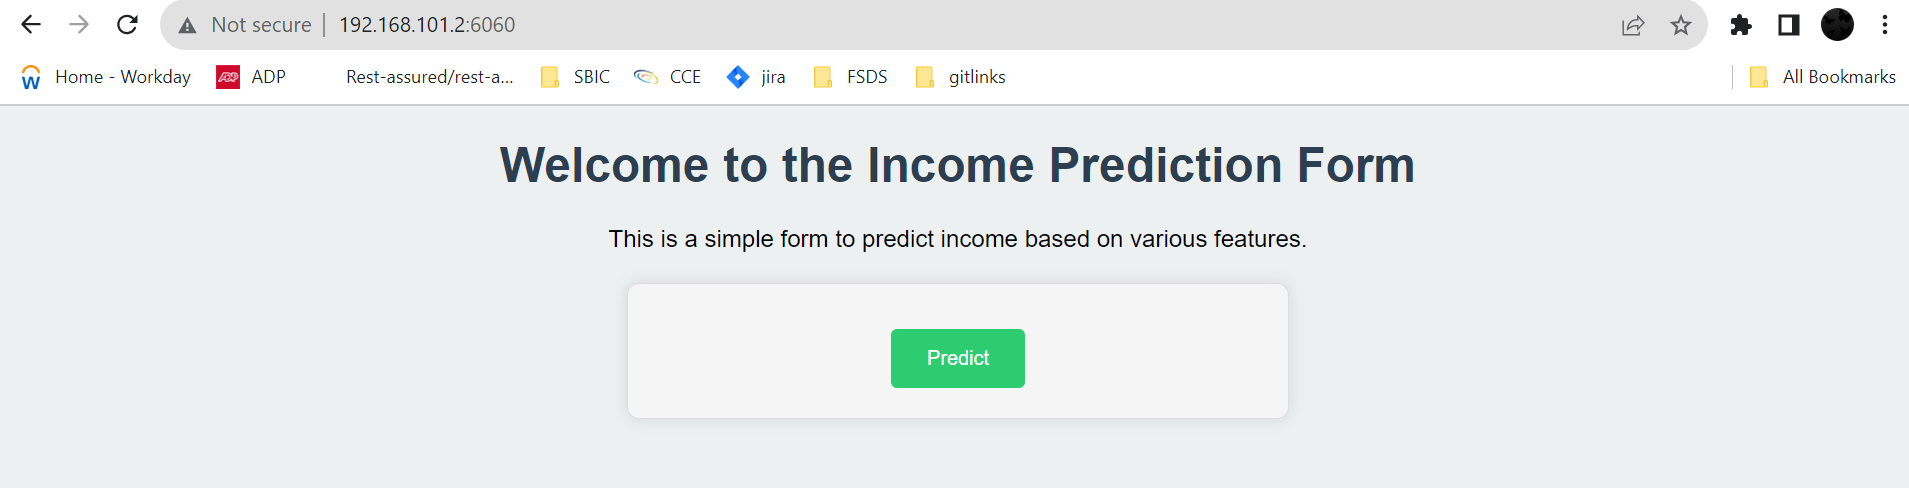 Not secure 192.168.101.2:6060
Home - Workday ADP Rest-assured/rest-a... SBIC CCE jira FSDS gitlinks All Bookmarks
Welcome to the Income Prediction Form
This is a simple form to predict income based on various features.
Predict